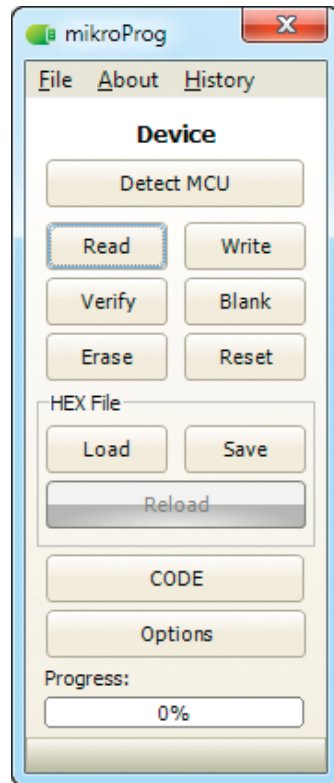 mikroProg
File About History
Device
Detect MCU
Read Write
Verify Blank
Erase Reset
HEX File
Load Save
Reload
CODE
Options
Progress:
0%